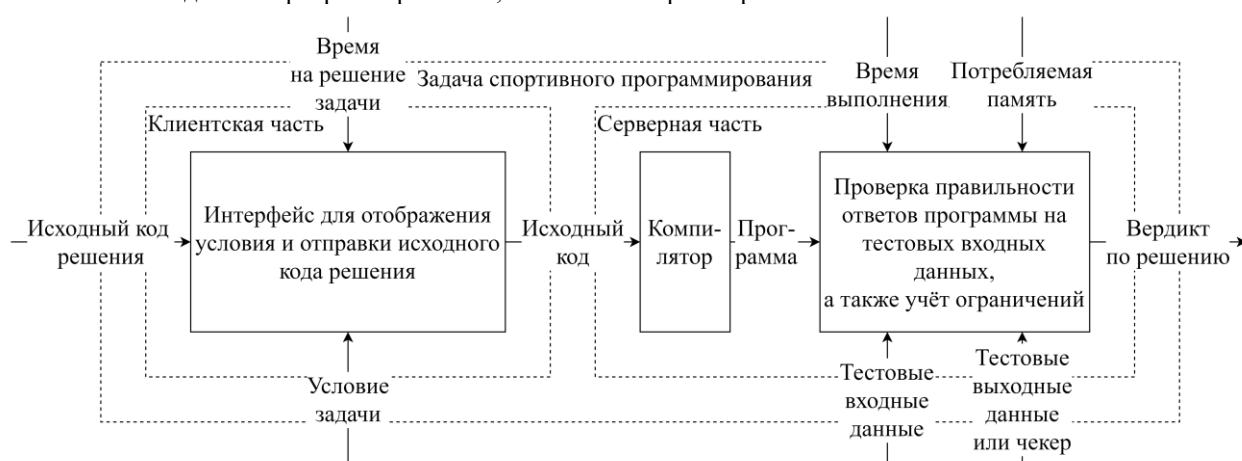 Время
на решение
задачи
Задача спортивного программирования
Время
выполнения
Потребляемая
память
Клиентская часть
Серверная часть
Исходный код
решения
Интерфейс для отображения
условия и отправки исходного
кода решения
Исходный
код
Компи-
лятор
Прог-
рамма
Проверка правильности
ответов программы на
тестовых входных
данных,
а также учёт ограничений
Вердикт
по решению
Условие
задачи
Тестовые
входные
данные
Тестовые
выходные
данные
или чекер